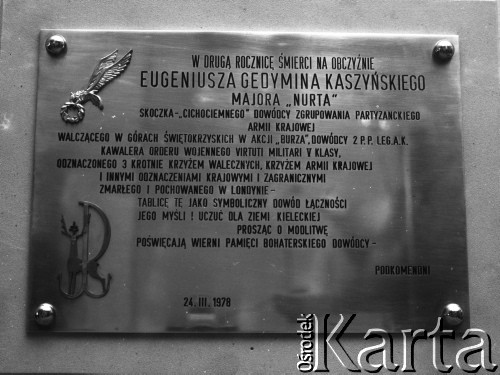 W DRUGĄ ROCZNICĘ ŚMIERCI NA OBCZYŹNIE
EUGENIUSZA GEDYMINA KASZYŃSKIEGO
MAJORA „NURTA"
SKOCZKA-„CICHOCIEMNEGO" DOWÓDCY ZGRUPOWANIA PARTYZANCKIEGO
ARMII KRAJOWEJ
WALCZĄCEGO W GÓRACH ŚWIĘTOKRZYSKICH W AKCJI „BURZA", DOWÓDCY 2 P.P. LEG.A.K.
KAWALERA ORDERU WOJENNEGO VIRTUTI MILITARI V KLASY,
ODZNACZONEGO 3 KROTNIE KRZYŻEM WALECZNYCH, KRZYŻEM ARMII KRAJOWEJ
I INNYMI ODZNACZENIAMI KRAJOWYMI I ZAGRANICZNYMI
ZMARŁEGO I POCHOWANEGO W LONDYNIE-
TABLICĘ TE JAKO SYMBOLICZNY DOWÓD ŁĄCZNOŚCI
JEGO MYŚLI I UCZUĆ DLA ZIEMI KIELECKIEJ
PROSZĄC O MODLITWĘ
POŚWIĘCAJĄ WIERNI PAMIĘCI BOHATERSKIEGO DOWÓDCY-
PODKOMENDNI
24. III. 1978
Ośrodek Karta